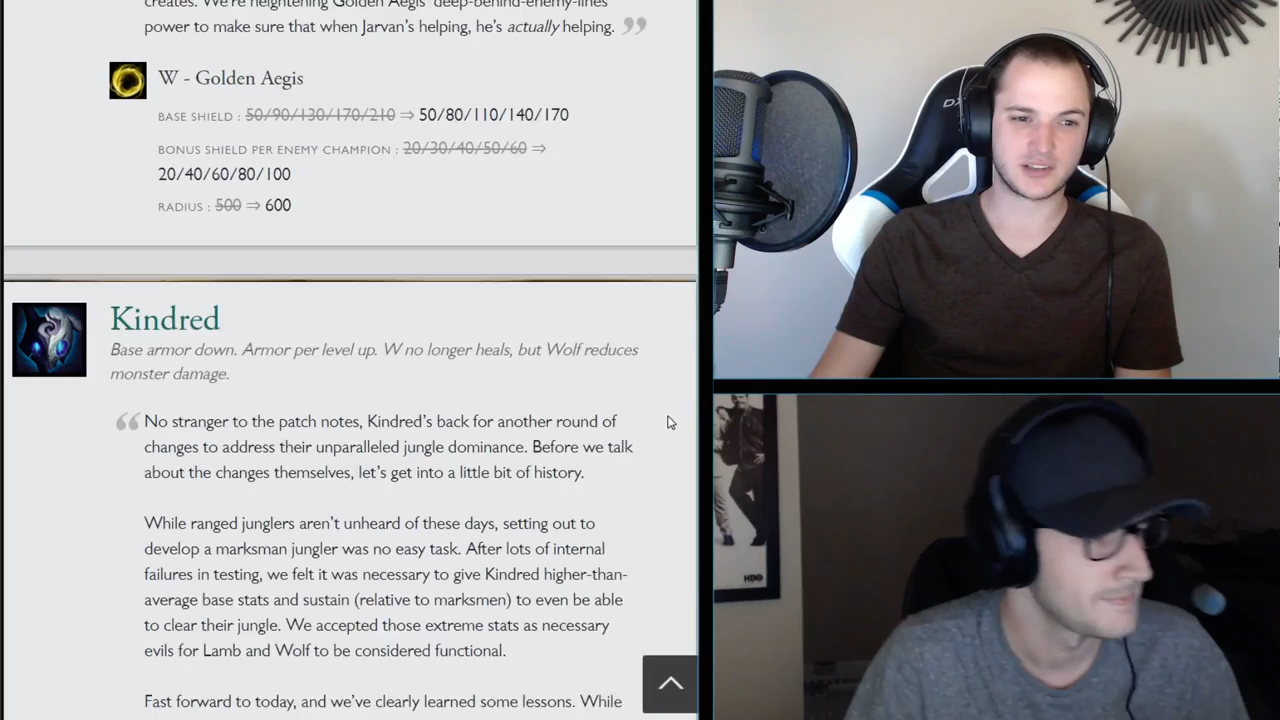 creates. We're heightening Golden Aegis' deep-behind-enemy-lines
power to make sure that when Jarvan's helping, he's actually helping.
W - Golden Aegis
BASE SHIELD : 50/90/130/170/210 ⇒ 50/80/110/140/170
BONUS SHIELD PER ENEMY CHAMPION : 20/30/40/50/60 ⇒
20/40/60/80/100
RADIUS : 500 ⇒ 600
Kindred
Base armor down. Armor per level up. W no longer heals, but Wolf reduces
monster damage.
No stranger to the patch notes, Kindred's back for another round of
changes to address their unparalleled jungle dominance. Before we talk
about the changes themselves, let's get into a little bit of history.
While ranged junglers aren't unheard of these days, setting out to
develop a marksman jungler was no easy task. After lots of internal
failures in testing, we felt it was necessary to give Kindred higher-than-
average base stats and sustain (relative to marksmen) to even be able
to clear their jungle. We accepted those extreme stats as necessary
evils for Lamb and Wolf to be considered functional.
Fast forward to today, and we've clearly learned some lessons. While
DX
HBO